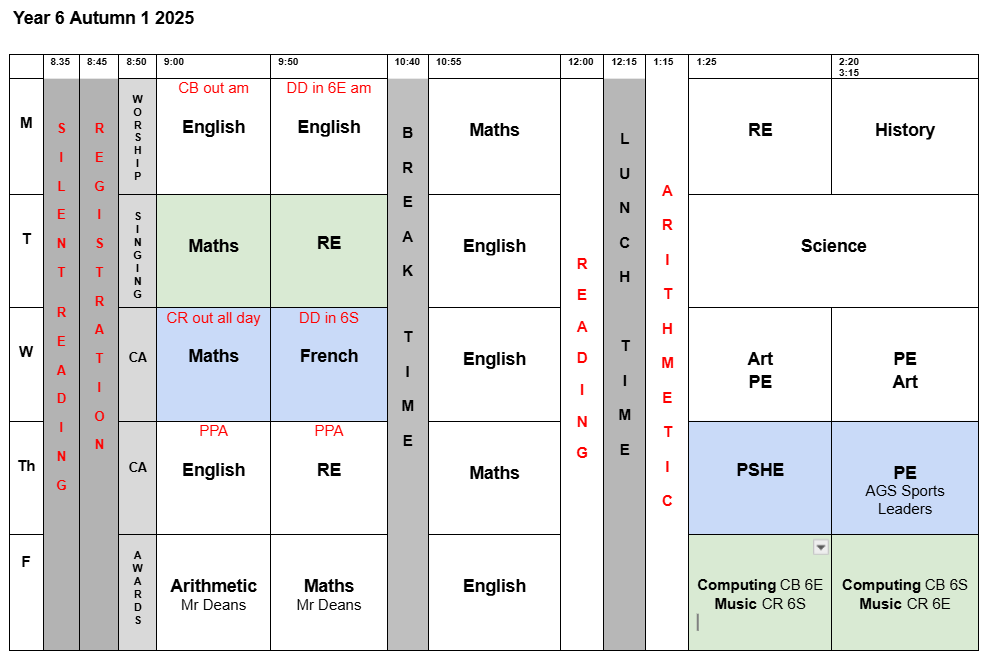 Year 6 Autumn 1 2025
8.35 8:45 8:50 9:00 9:50 10:40 10:55 12:00 12:15 1:15 1:25 2:20
3:15
SILENT READING
REGISTRATION
BREAK TIME
READING
LUNCH TIME
ARITHMETIC
M
WORSHIP
CB out am
English
DD in 6E am
English
Maths
RE
History
T
SINGING
Maths
RE
English
Science
W
CA
CR out all day
Maths
DD in 6S
French
English
Art
PE
PE
Art
Th
CA
PPA
English
PPA
RE
Maths
PSHE
PE
AGS Sports
Leaders
F
AWARDS
Arithmetic
Mr Deans
Maths
Mr Deans
English
Computing CB 6E
Music CR 6S
Computing CB 6S
Music CR 6E